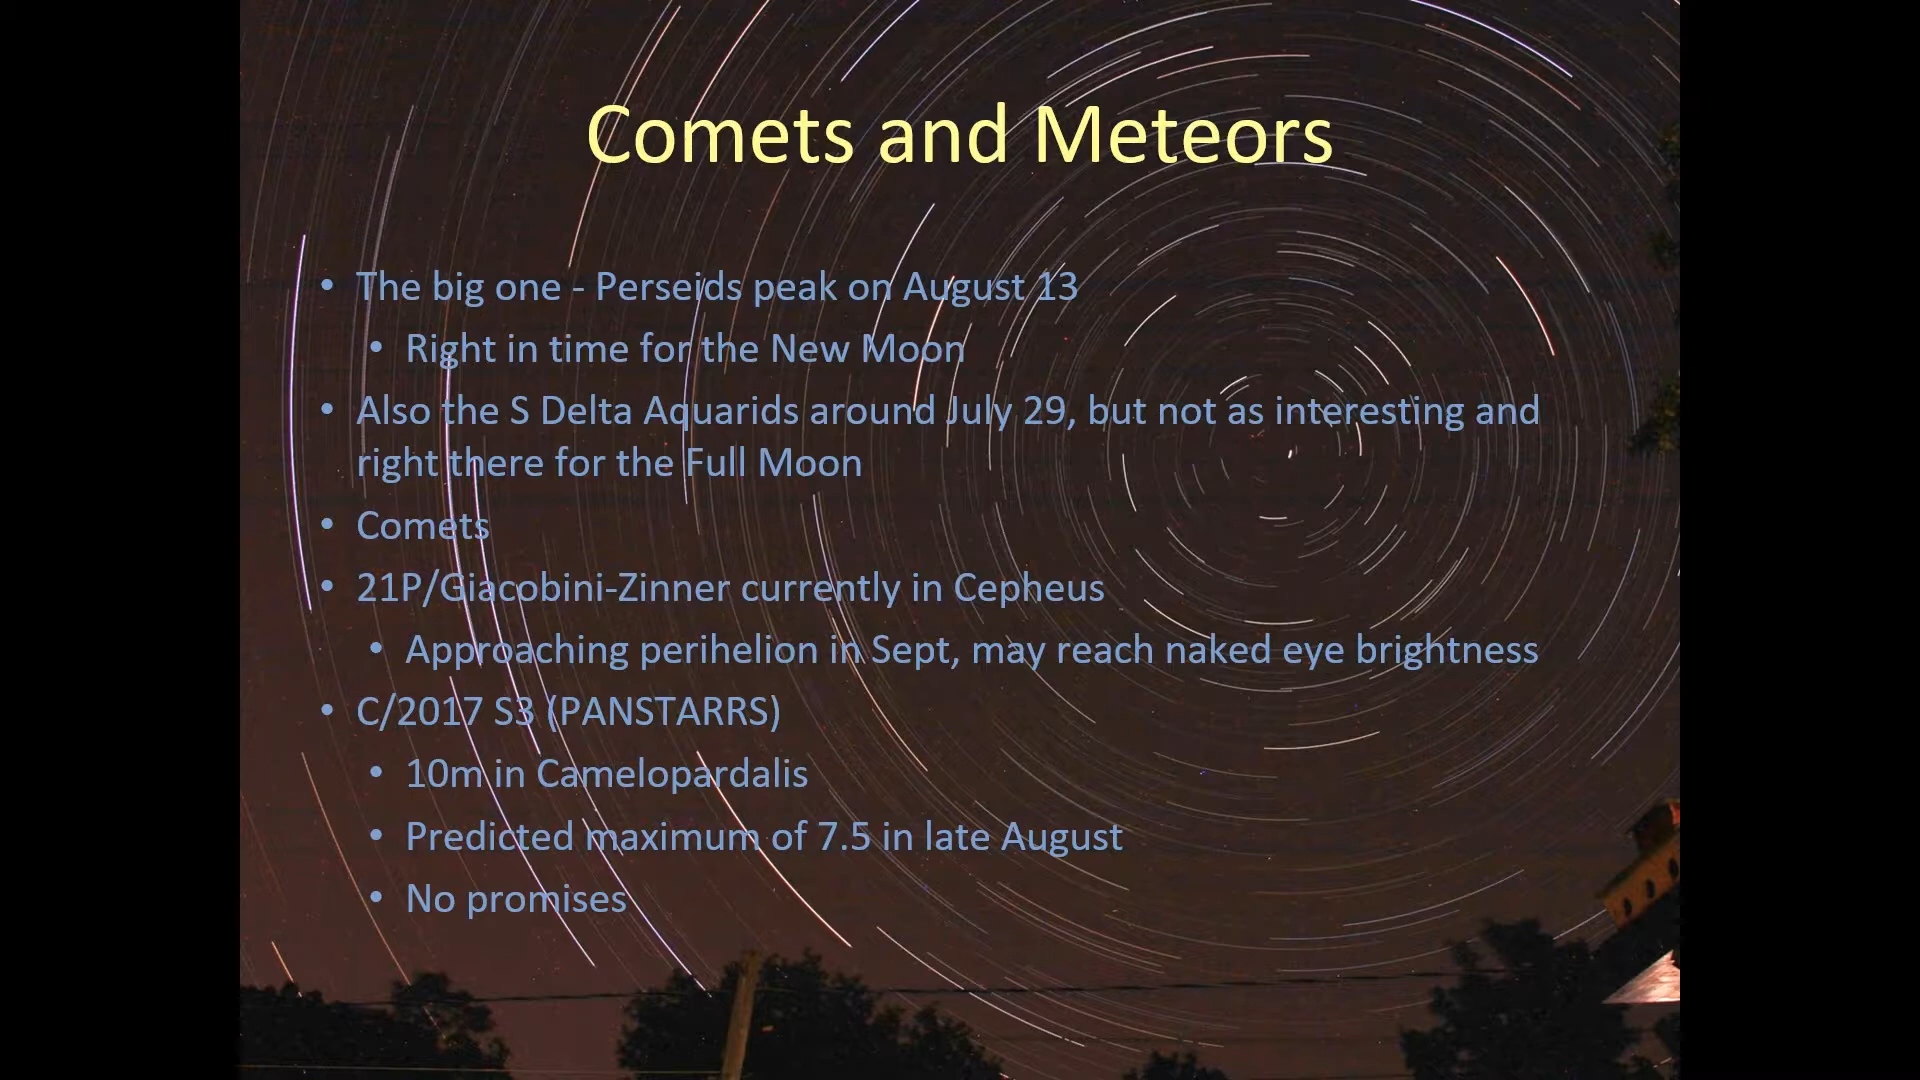 Comets and Meteors
• The big one - Perseids peak on August 13
• Right in time for the New Moon
• Also the S Delta Aquarids around July 29, but not as interesting and
right there for the Full Moon
• Comets
• 21P/Giacobini-Zinner currently in Cepheus
• Approaching perihelion in Sept, may reach naked eye brightness
• C/2017 S3 (PANSTARRS)
• 10m in Camelopardalis
• Predicted maximum of 7.5 in late August
• No promises